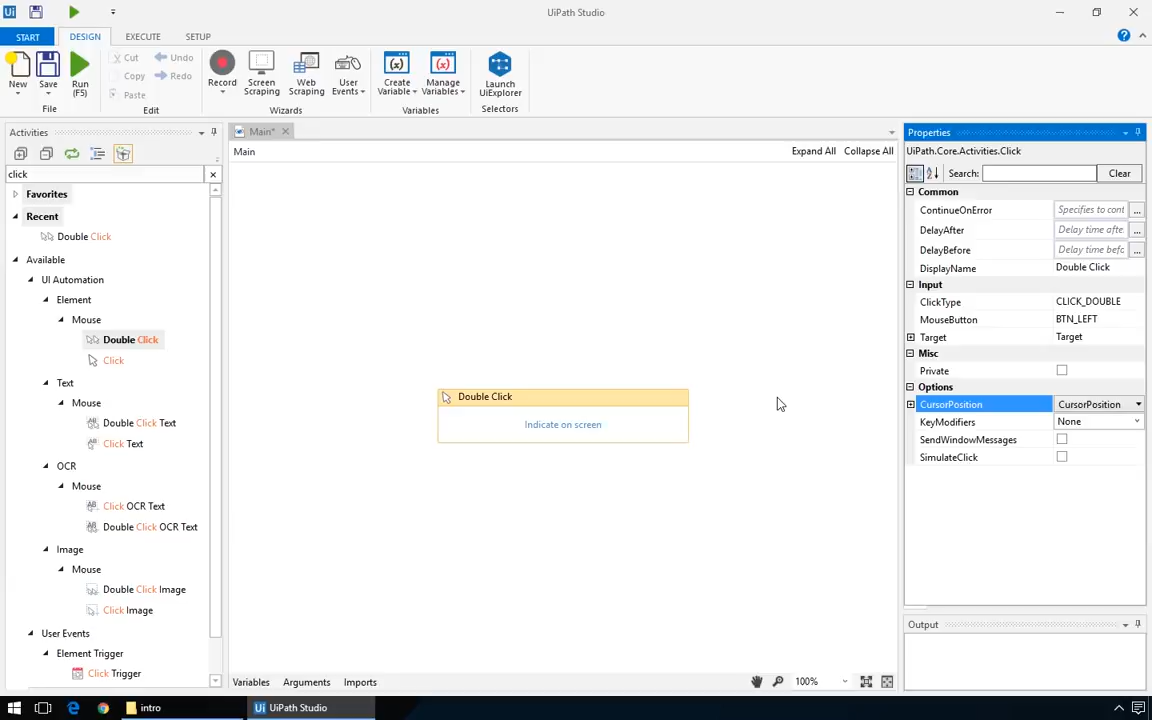 Ui
UiPath Studio
START
DESIGN
EXECUTE
SETUP
?
New
Save
Run
(F5)
File
Cut
Copy
Paste
Undo
Redo
Edit
Record
Screen
Scraping
Web
Scraping
User
Events
Wizards
(x)
Create
Variable
(x)
Manage
Variables
Variables
Launch
UiExplorer
Selectors
Activities
click
Favorites
Recent
Double Click
Available
UI Automation
Element
Mouse
Double Click
Click
Text
Mouse
Double Click Text
Click Text
OCR
Mouse
Click OCR Text
Double Click OCR Text
Image
Mouse
Double Click Image
Click Image
User Events
Element Trigger
Click Trigger
Main*
Main
Expand All
Collapse All
Double Click
Indicate on screen
Variables
Arguments
Imports
100%
Properties
UiPath.Core.Activities.Click
Search:
Clear
Common
ContinueOnError
Specifies to cont
...
DelayAfter
Delay time afte
...
DelayBefore
Delay time befo
...
DisplayName
Double Click
Input
ClickType
CLICK_DOUBLE
MouseButton
BTN_LEFT
Target
Target
Misc
Private
Options
CursorPosition
CursorPosition
KeyModifiers
None
SendWindowMessages
SimulateClick
Output
intro
Ui
UiPath Studio